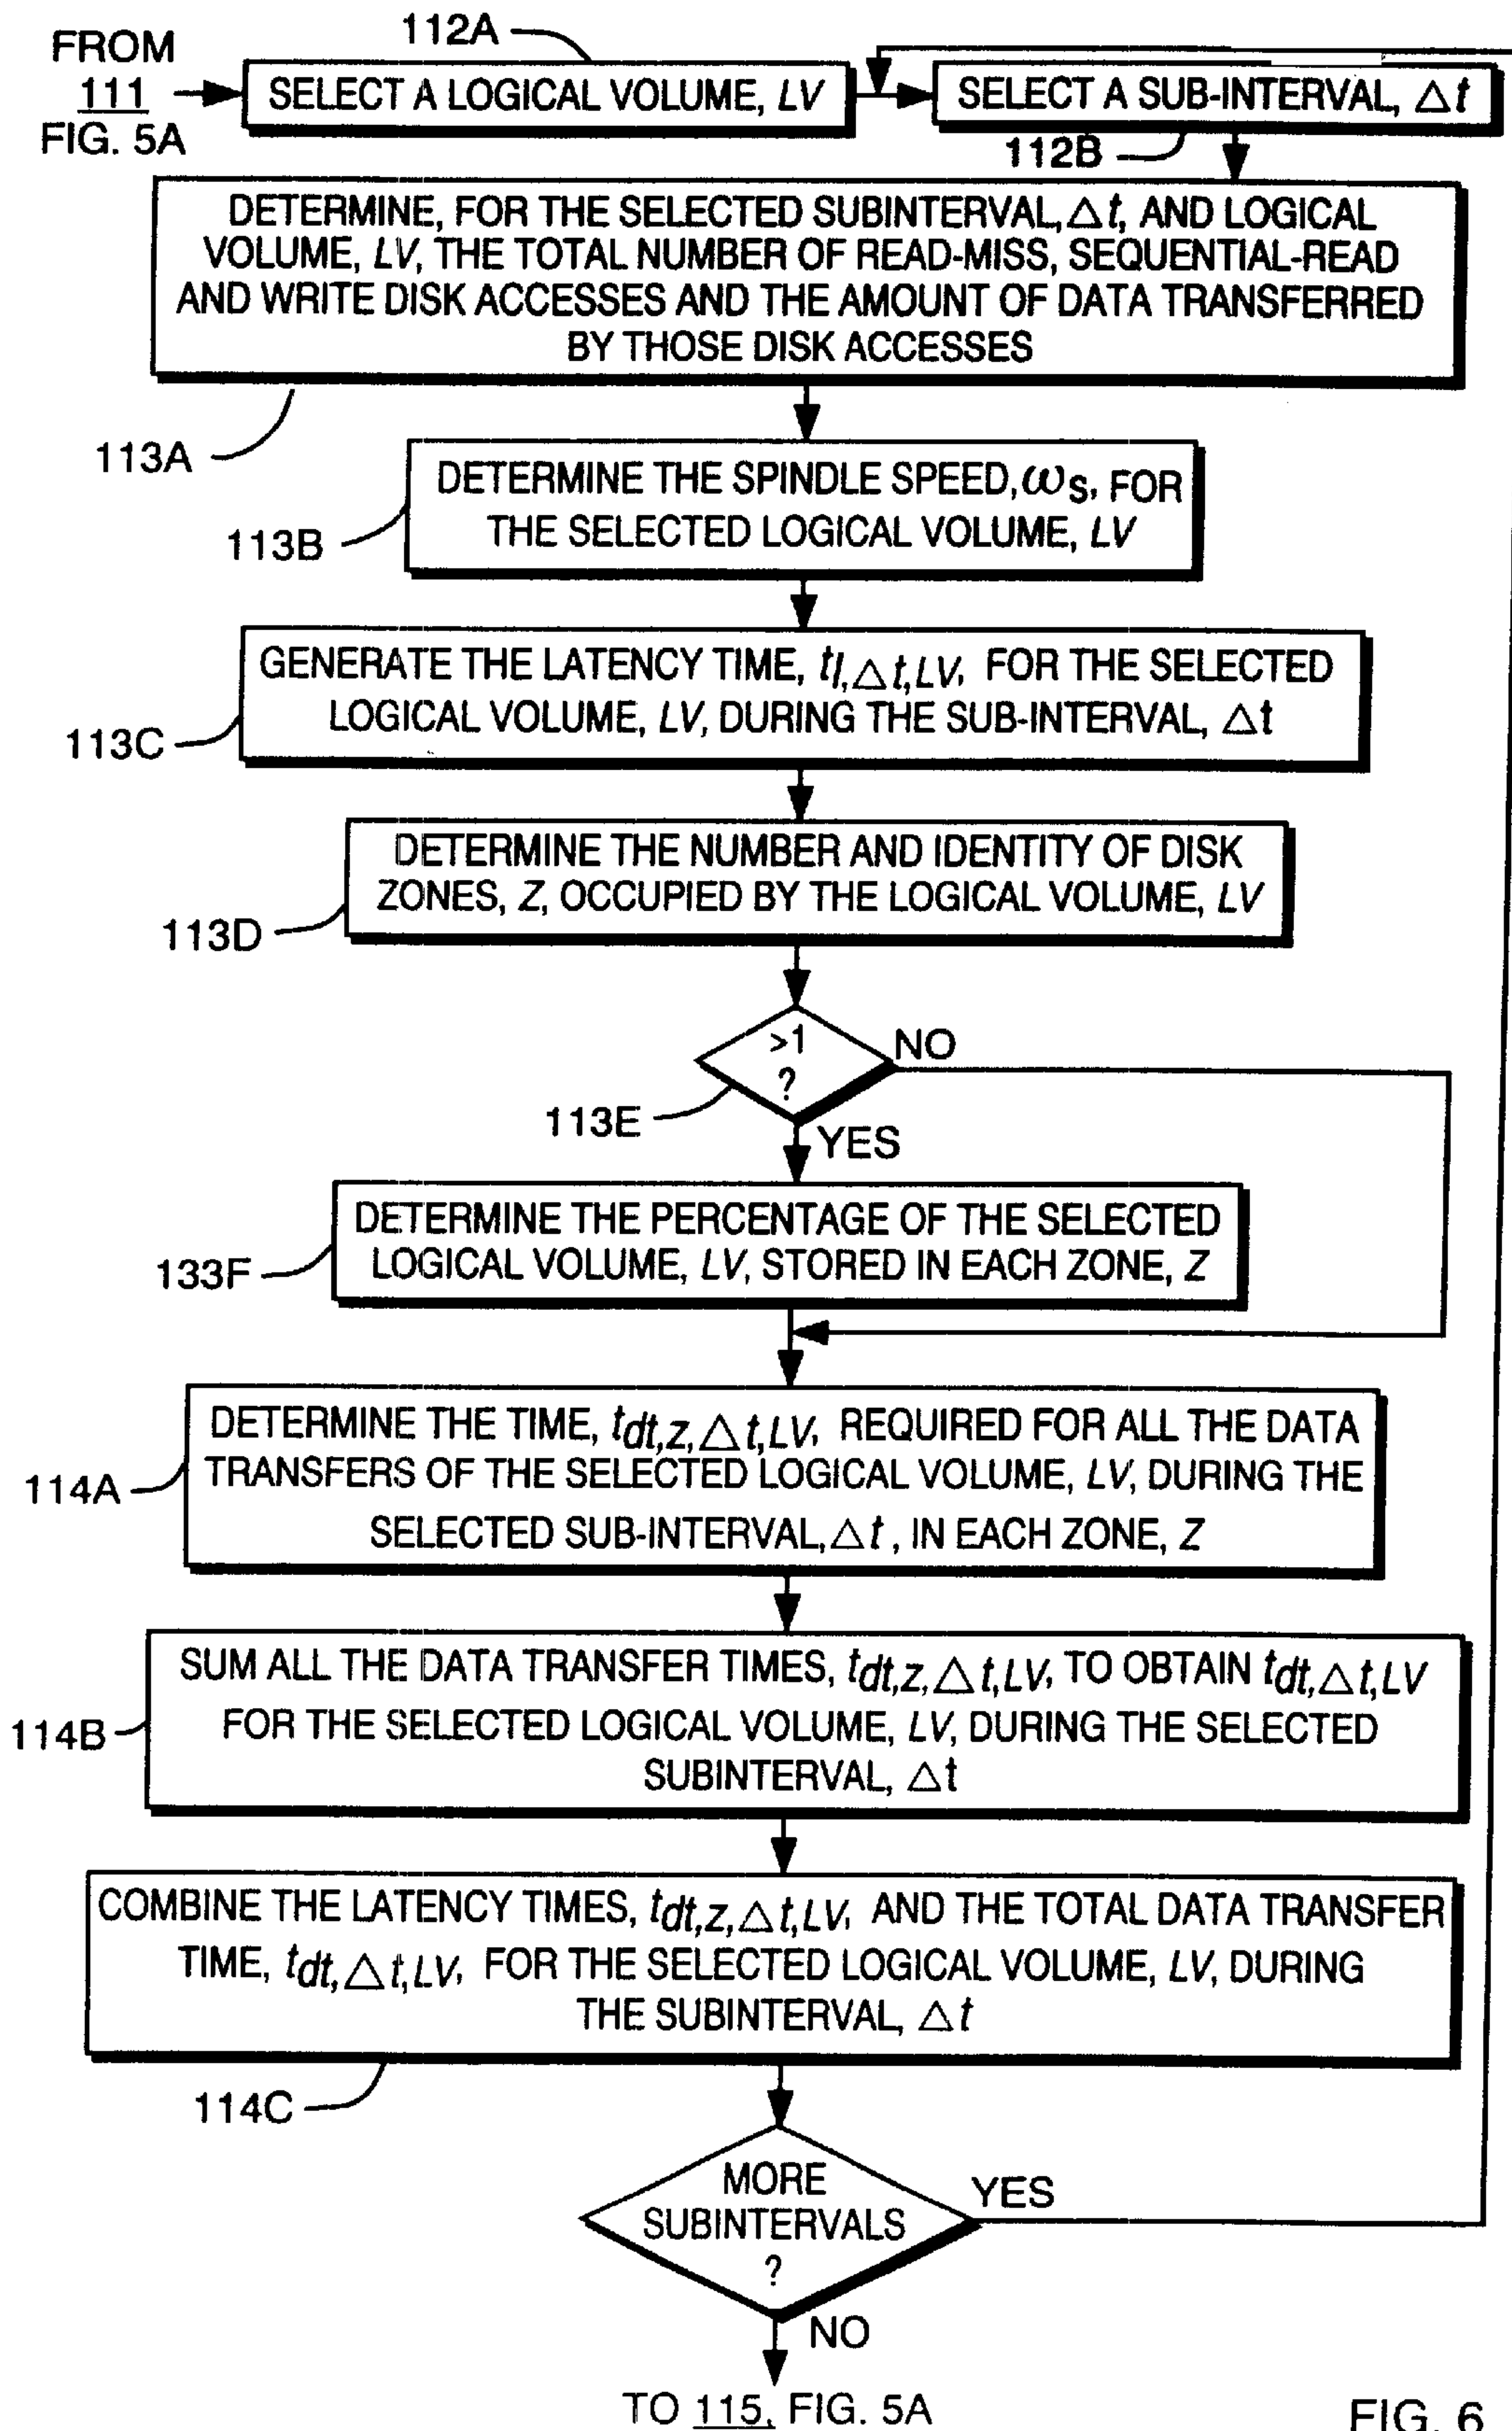 112A
FROM
111
FIG. 5A
SELECT A LOGICAL VOLUME, LV
SELECT A SUB-INTERVAL, Δt
112B
DETERMINE, FOR THE SELECTED SUBINTERVAL, Δt, AND LOGICAL
VOLUME, LV, THE TOTAL NUMBER OF READ-MISS, SEQUENTIAL-READ
AND WRITE DISK ACCESSES AND THE AMOUNT OF DATA TRANSFERRED
BY THOSE DISK ACCESSES
113A
DETERMINE THE SPINDLE SPEED, ωs, FOR
THE SELECTED LOGICAL VOLUME, LV
113B
GENERATE THE LATENCY TIME, tl,Δt,LV, FOR THE SELECTED
LOGICAL VOLUME, LV, DURING THE SUB-INTERVAL, Δt
113C
DETERMINE THE NUMBER AND IDENTITY OF DISK
ZONES, Z, OCCUPIED BY THE LOGICAL VOLUME, LV
113D
>1
?
NO
113E
YES
DETERMINE THE PERCENTAGE OF THE SELECTED
LOGICAL VOLUME, LV, STORED IN EACH ZONE, Z
133F
DETERMINE THE TIME, tdt,z,Δt,LV, REQUIRED FOR ALL THE DATA
TRANSFERS OF THE SELECTED LOGICAL VOLUME, LV, DURING THE
SELECTED SUB-INTERVAL, Δt, IN EACH ZONE, Z
114A
SUM ALL THE DATA TRANSFER TIMES, tdt,z,Δt,LV, TO OBTAIN tdt,Δt,LV
FOR THE SELECTED LOGICAL VOLUME, LV, DURING THE SELECTED
SUBINTERVAL, Δt
114B
COMBINE THE LATENCY TIMES, tdt,z,Δt,LV, AND THE TOTAL DATA TRANSFER
TIME, tdt,Δt,LV, FOR THE SELECTED LOGICAL VOLUME, LV, DURING
THE SUBINTERVAL, Δt
114C
MORE
SUBINTERVALS
?
YES
NO
TO 115, FIG. 5A
FIG. 6